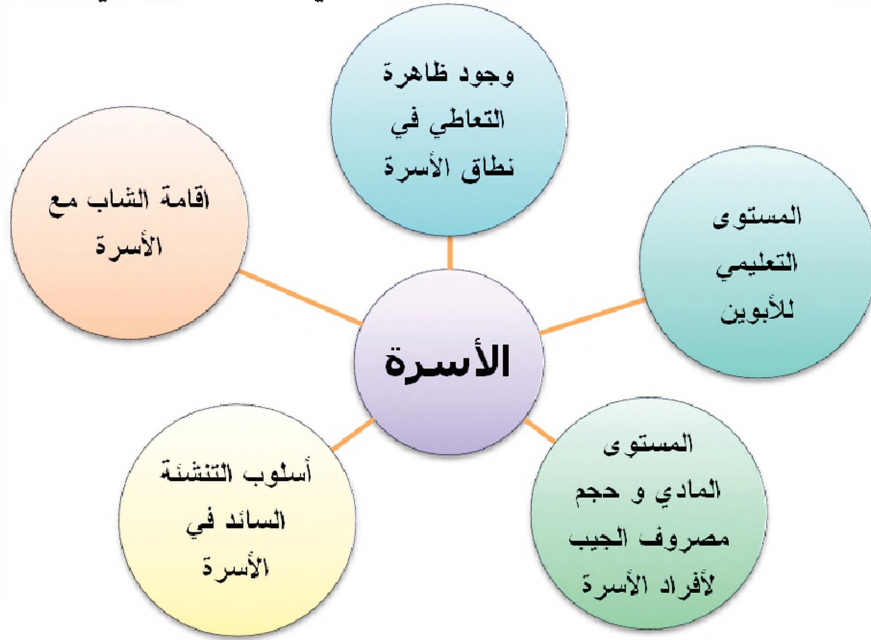 وجود ظاهرة
التعاطي في
نطاق الأسرة
المستوى
التعليمي
للأبوين
المستوى
المادي و حجم
مصروف الجيب
لأفراد الأسرة
أسلوب التنشئة
السائد في
الأسرة
اقامة الشاب مع
الأسرة
الأسرة